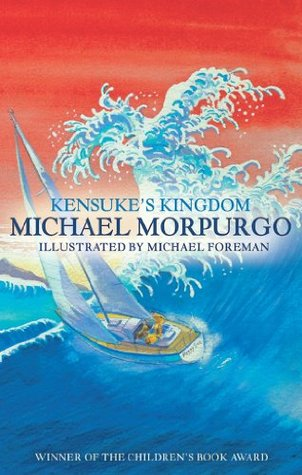 KENSUKE'S KINGDOM
MICHAEL MORPURGO
ILLUSTRATED BY MICHAEL FOREMAN
WINNER OF THE CHILDREN'S BOOK AWARD